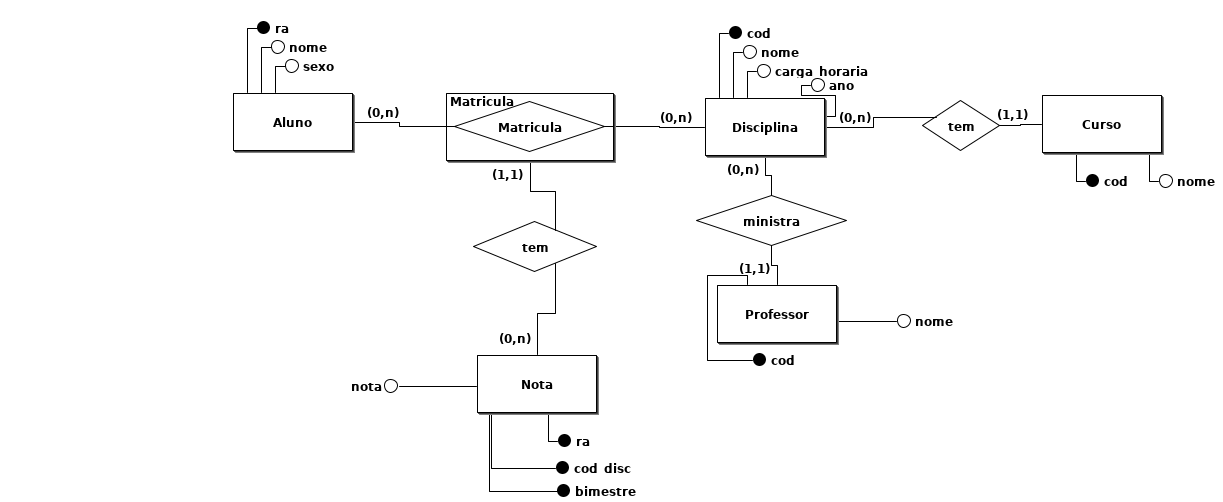 ra
nome
sexo
Aluno
(0,n)
Matricula
Matricula
(0,n)
cod
nome
carga_horaria
ano
Disciplina
(0,n)
tem
(1,1)
Curso
cod
nome
(1,1)
tem
(0,n)
(0,n)
ministra
(1,1)
Professor
nome
cod
Nota
nota
ra
cod_disc
bimestre